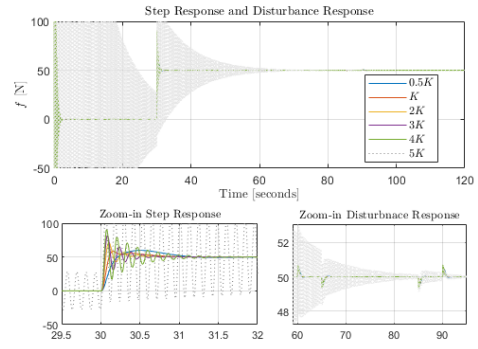 Step Response and Disturbance Response
f [N]
100
50
0
-50
0 20 40 60 80 100 120
Time [seconds]
0.5K
K
2K
3K
4K
5K
Zoom-in Step Response
100
50
0
-50
29.5 30 30.5 31 31.5 32
Zoom-in Disturbnace Response
52
50
48
60 70 80 90